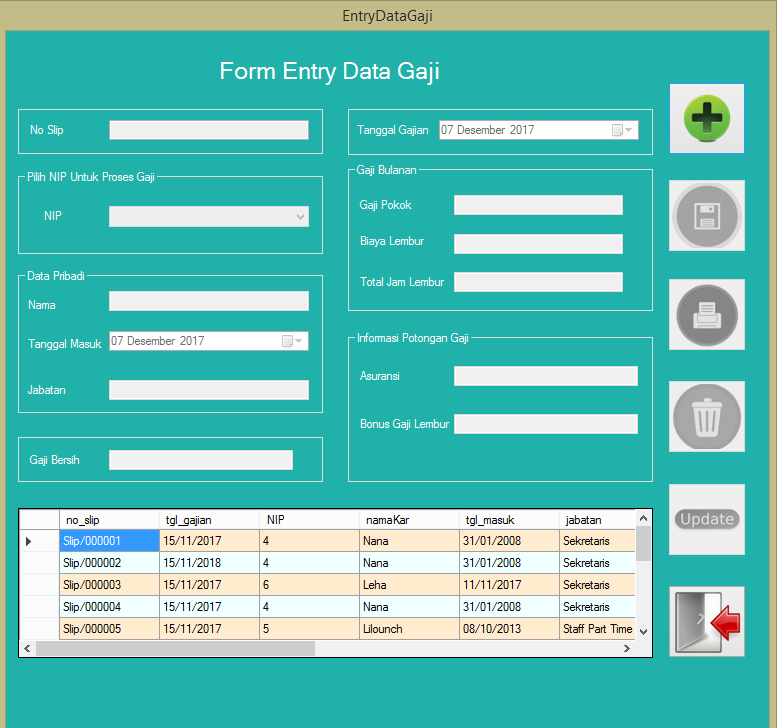 EntryDataGaji
Form Entry Data Gaji
No Slip
Tanggal Gajian 07 Desember 2017
Pilih NIP Untuk Proses Gaji
NIP
Gaji Bulanan
Gaji Pokok
Biaya Lembur
Total Jam Lembur
Data Pribadi
Nama
Tanggal Masuk 07 Desember 2017
Jabatan
Informasi Potongan Gaji
Asuransi
Bonus Gaji Lembur
Gaji Bersih
Update
no_slip tgl_gajian NIP namaKar tgl_masuk jabatan
Slip/000001 15/11/2017 4 Nana 31/01/2008 Sekretaris
Slip/000002 15/11/2018 4 Nana 31/01/2008 Sekretaris
Slip/000003 15/11/2017 6 Leha 11/11/2017 Sekretaris
Slip/000004 15/11/2017 4 Nana 31/01/2008 Sekretaris
Slip/000005 15/11/2017 5 Lilounch 08/10/2013 Staff Part Time